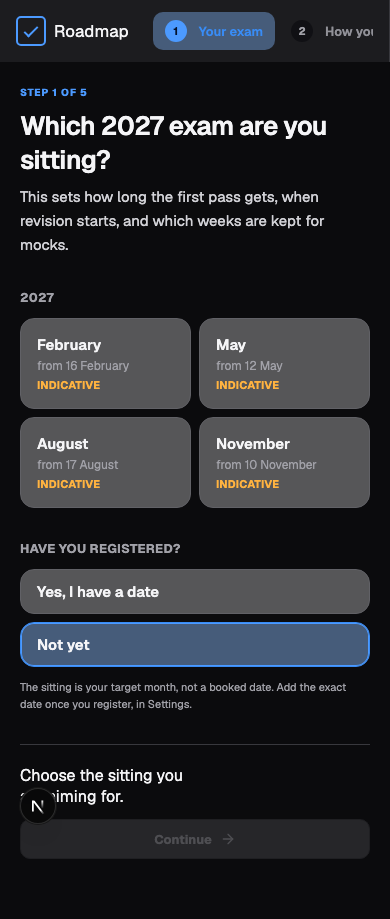 Roadmap
1 Your exam
2 How you
STEP 1 OF 5
Which 2027 exam are you
sitting?
This sets how long the first pass gets, when
revision starts, and which weeks are kept for
mocks.
2027
February
from 16 February
INDICATIVE
May
from 12 May
INDICATIVE
August
from 17 August
INDICATIVE
November
from 10 November
INDICATIVE
HAVE YOU REGISTERED?
Yes, I have a date
Not yet
The sitting is your target month, not a booked date. Add the exact
date once you register, in Settings.
Choose the sitting you
aiming for.
N
Continue